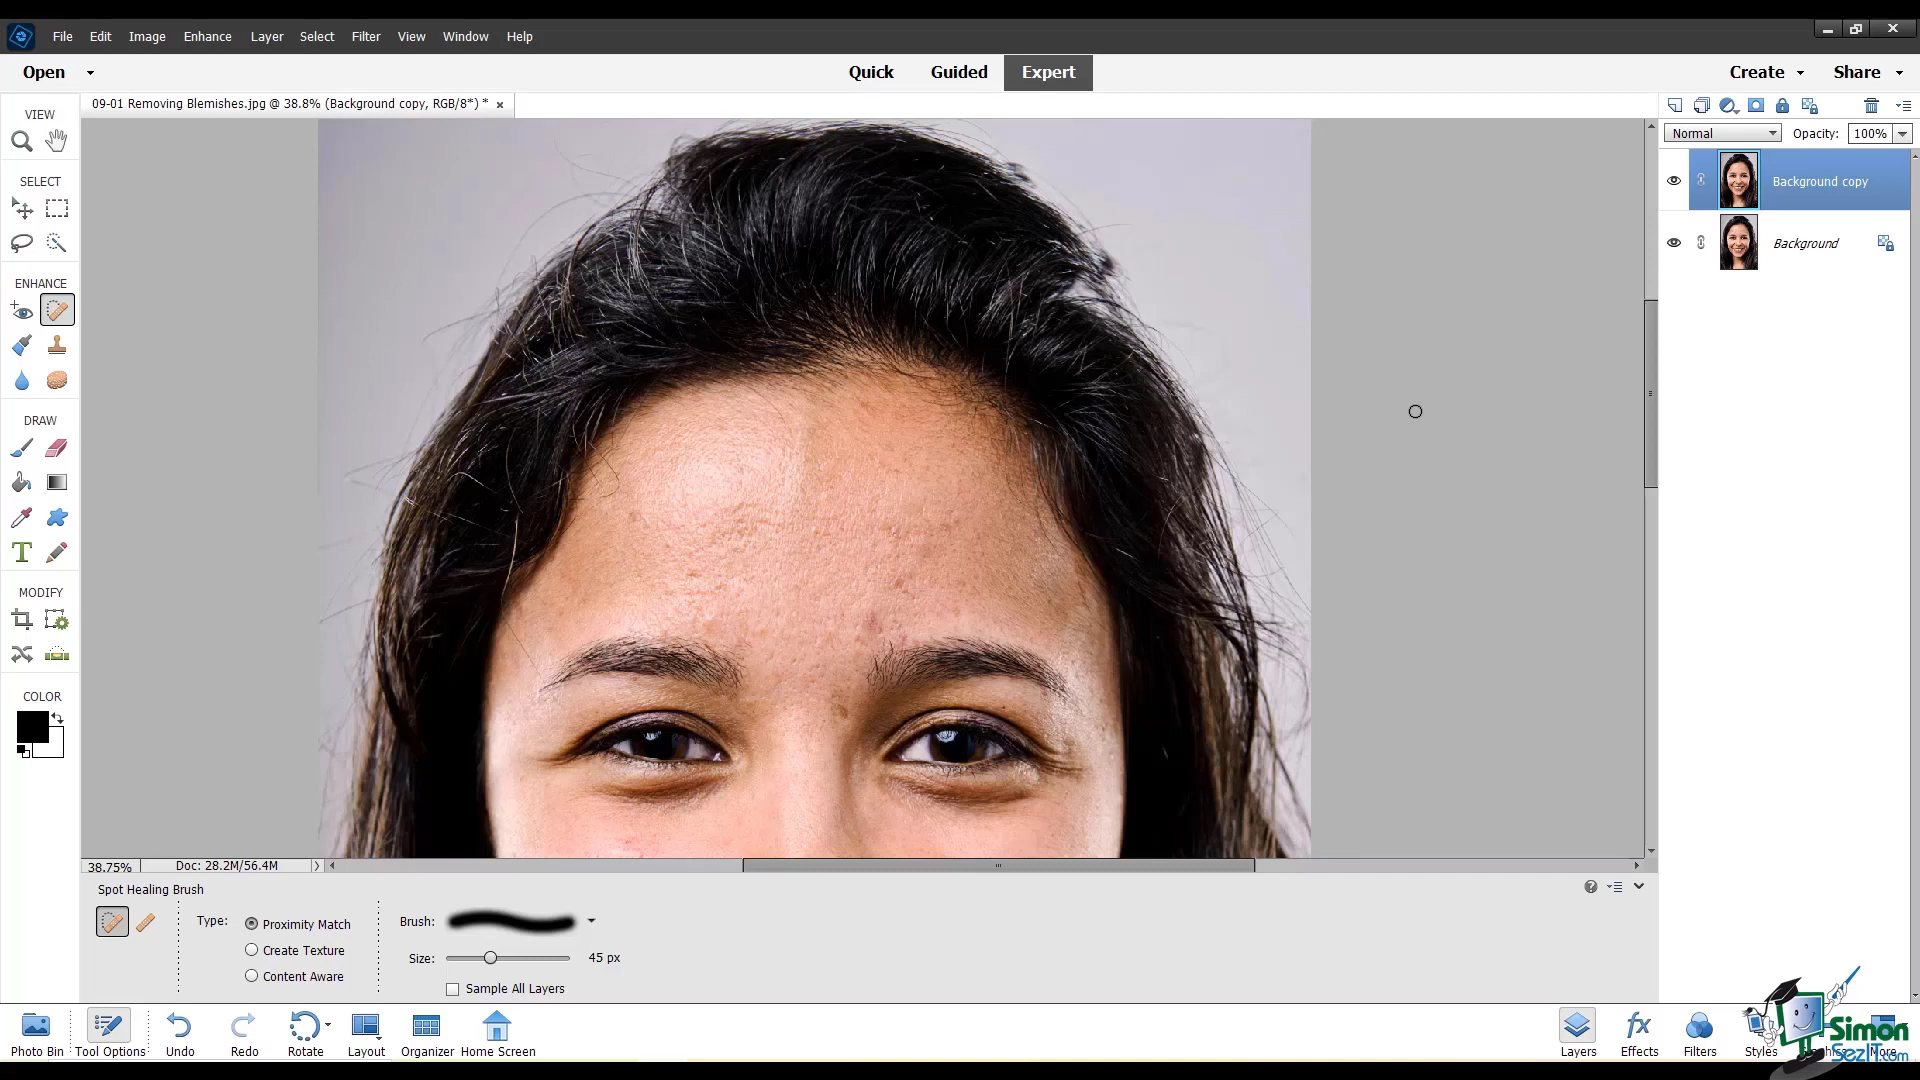 File Edit Image Enhance Layer Select Filter View Window Help
Open Quick Guided Expert Create Share
VIEW
09-01 Removing Blemishes.jpg @ 38.8% (Background copy, RGB/8*) *
Normal Opacity: 100%
SELECT
Background copy
Background
ENHANCE
DRAW
T
MODIFY
COLOR
38.75% Doc: 28.2M/56.4M
Spot Healing Brush
Type: Proximity Match
Create Texture
Content Aware
Brush:
Size: 45 px
Sample All Layers
Photo Bin Tool Options Undo Redo Rotate Layout Organizer Home Screen
fx
Layers Effects Filters Styles
Simon
SezIT.com